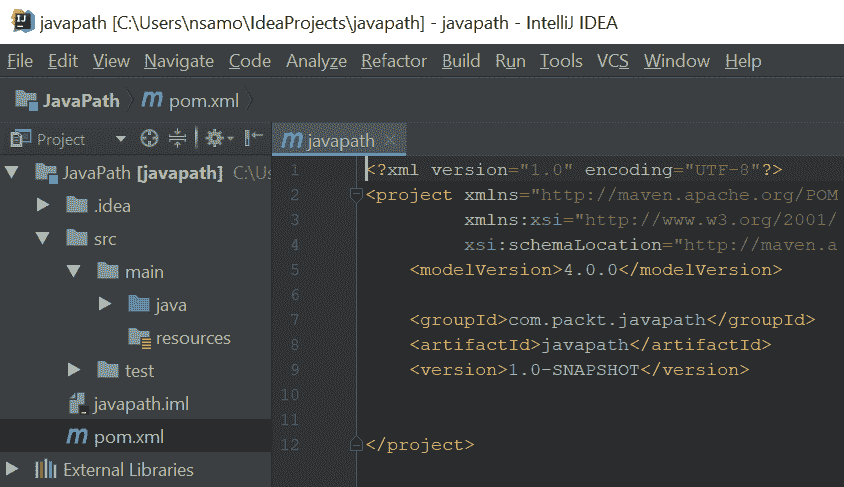 javapath [C:\Users\nsamo\IdeaProjects\javapath] - javapath - IntelliJ IDEA
File Edit View Navigate Code Analyze Refactor Build Run Tools VCS Window Help
JavaPath pom.xml
Project
javapath
JavaPath [javapath] C:\Us
.idea
src
main
java
resources
test
javapath.iml
pom.xml
External Libraries
1 <?xml version="1.0" encoding="UTF-8"?>
2 <project xmlns="http://maven.apache.org/POM
3 xmlns:xsi="http://www.w3.org/2001/
4 xsi:schemaLocation="http://maven.a
5 <modelVersion>4.0.0</modelVersion>
6
7 <groupId>com.packt.javapath</groupId>
8 <artifactId>javapath</artifactId>
9 <version>1.0-SNAPSHOT</version>
10
11
12 </project>